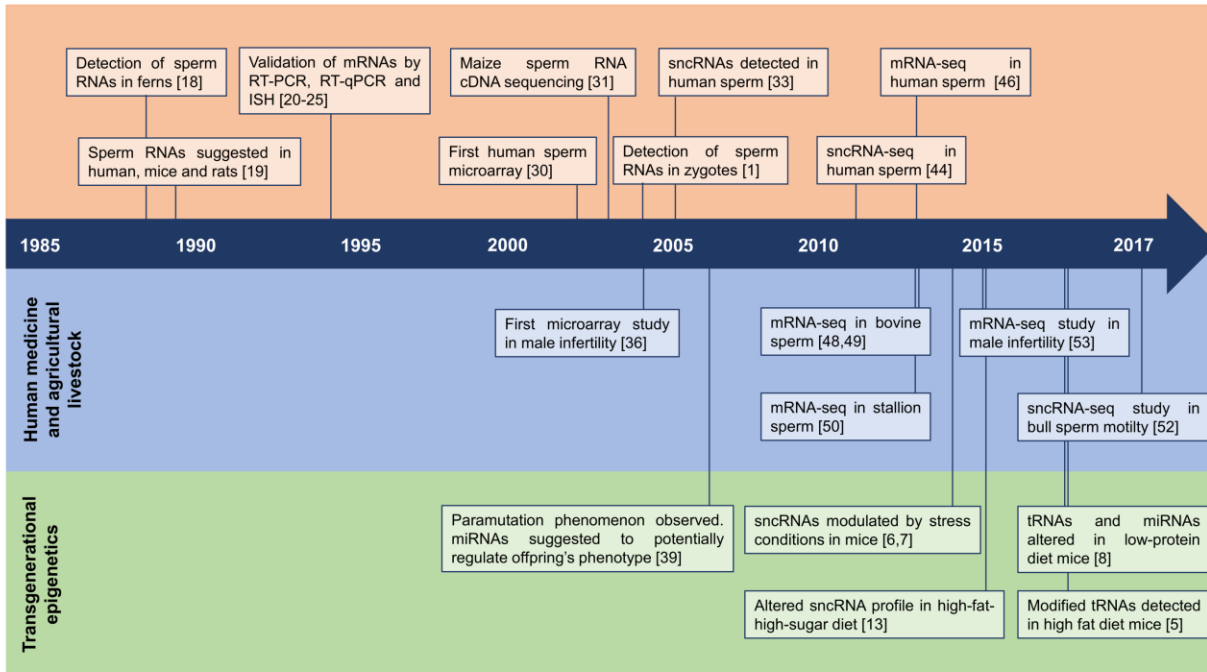 Detection of sperm
RNAs in ferns [18]
Validation of mRNAs by
RT-PCR, RT-qPCR and
ISH [20-25]
Maize sperm RNA
cDNA sequencing [31]
sncRNAs detected in
human sperm [33]
mRNA-seq in
human sperm [46]
Sperm RNAs suggested in
human, mice and rats [19]
First human sperm
microarray [30]
Detection of sperm
RNAs in zygotes [1]
sncRNA-seq in
human sperm [44]
1985 1990 1995 2000 2005 2010 2015 2017
Human medicine
and agricultural
livestock
First microarray study
in male infertility [36]
mRNA-seq in bovine
sperm [48,49]
mRNA-seq study in
male infertility [53]
mRNA-seq in stallion
sperm [50]
sncRNA-seq study in
bull sperm motilty [52]
Transgenerational
epigenetics
Paramutation phenomenon observed.
miRNAs suggested to potentially
regulate offspring's phenotype [39]
sncRNAs modulated by stress
conditions in mice [6,7]
tRNAs and miRNAs
altered in low-protein
diet mice [8]
Altered sncRNA profile in high-fat-
high-sugar diet [13]
Modified tRNAs detected
in high fat diet mice [5]